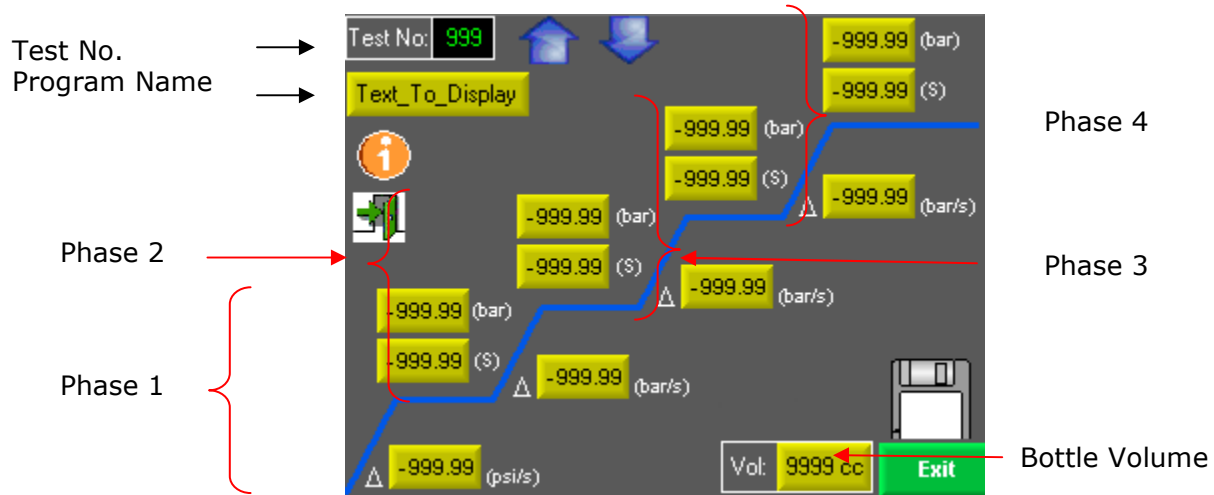 Test No.
Program Name
Test No: 999
Text_To_Display
-999.99 (bar)
-999.99 (S)
Phase 4
-999.99 (bar)
-999.99 (S)
Δ -999.99 (bar/s)
Phase 2
-999.99 (bar)
-999.99 (S)
Δ -999.99 (bar/s)
Phase 3
-999.99 (bar)
-999.99 (S)
Δ -999.99 (bar/s)
Phase 1
Δ -999.99 (psi/s)
Vol: 9999 cc
Exit
Bottle Volume